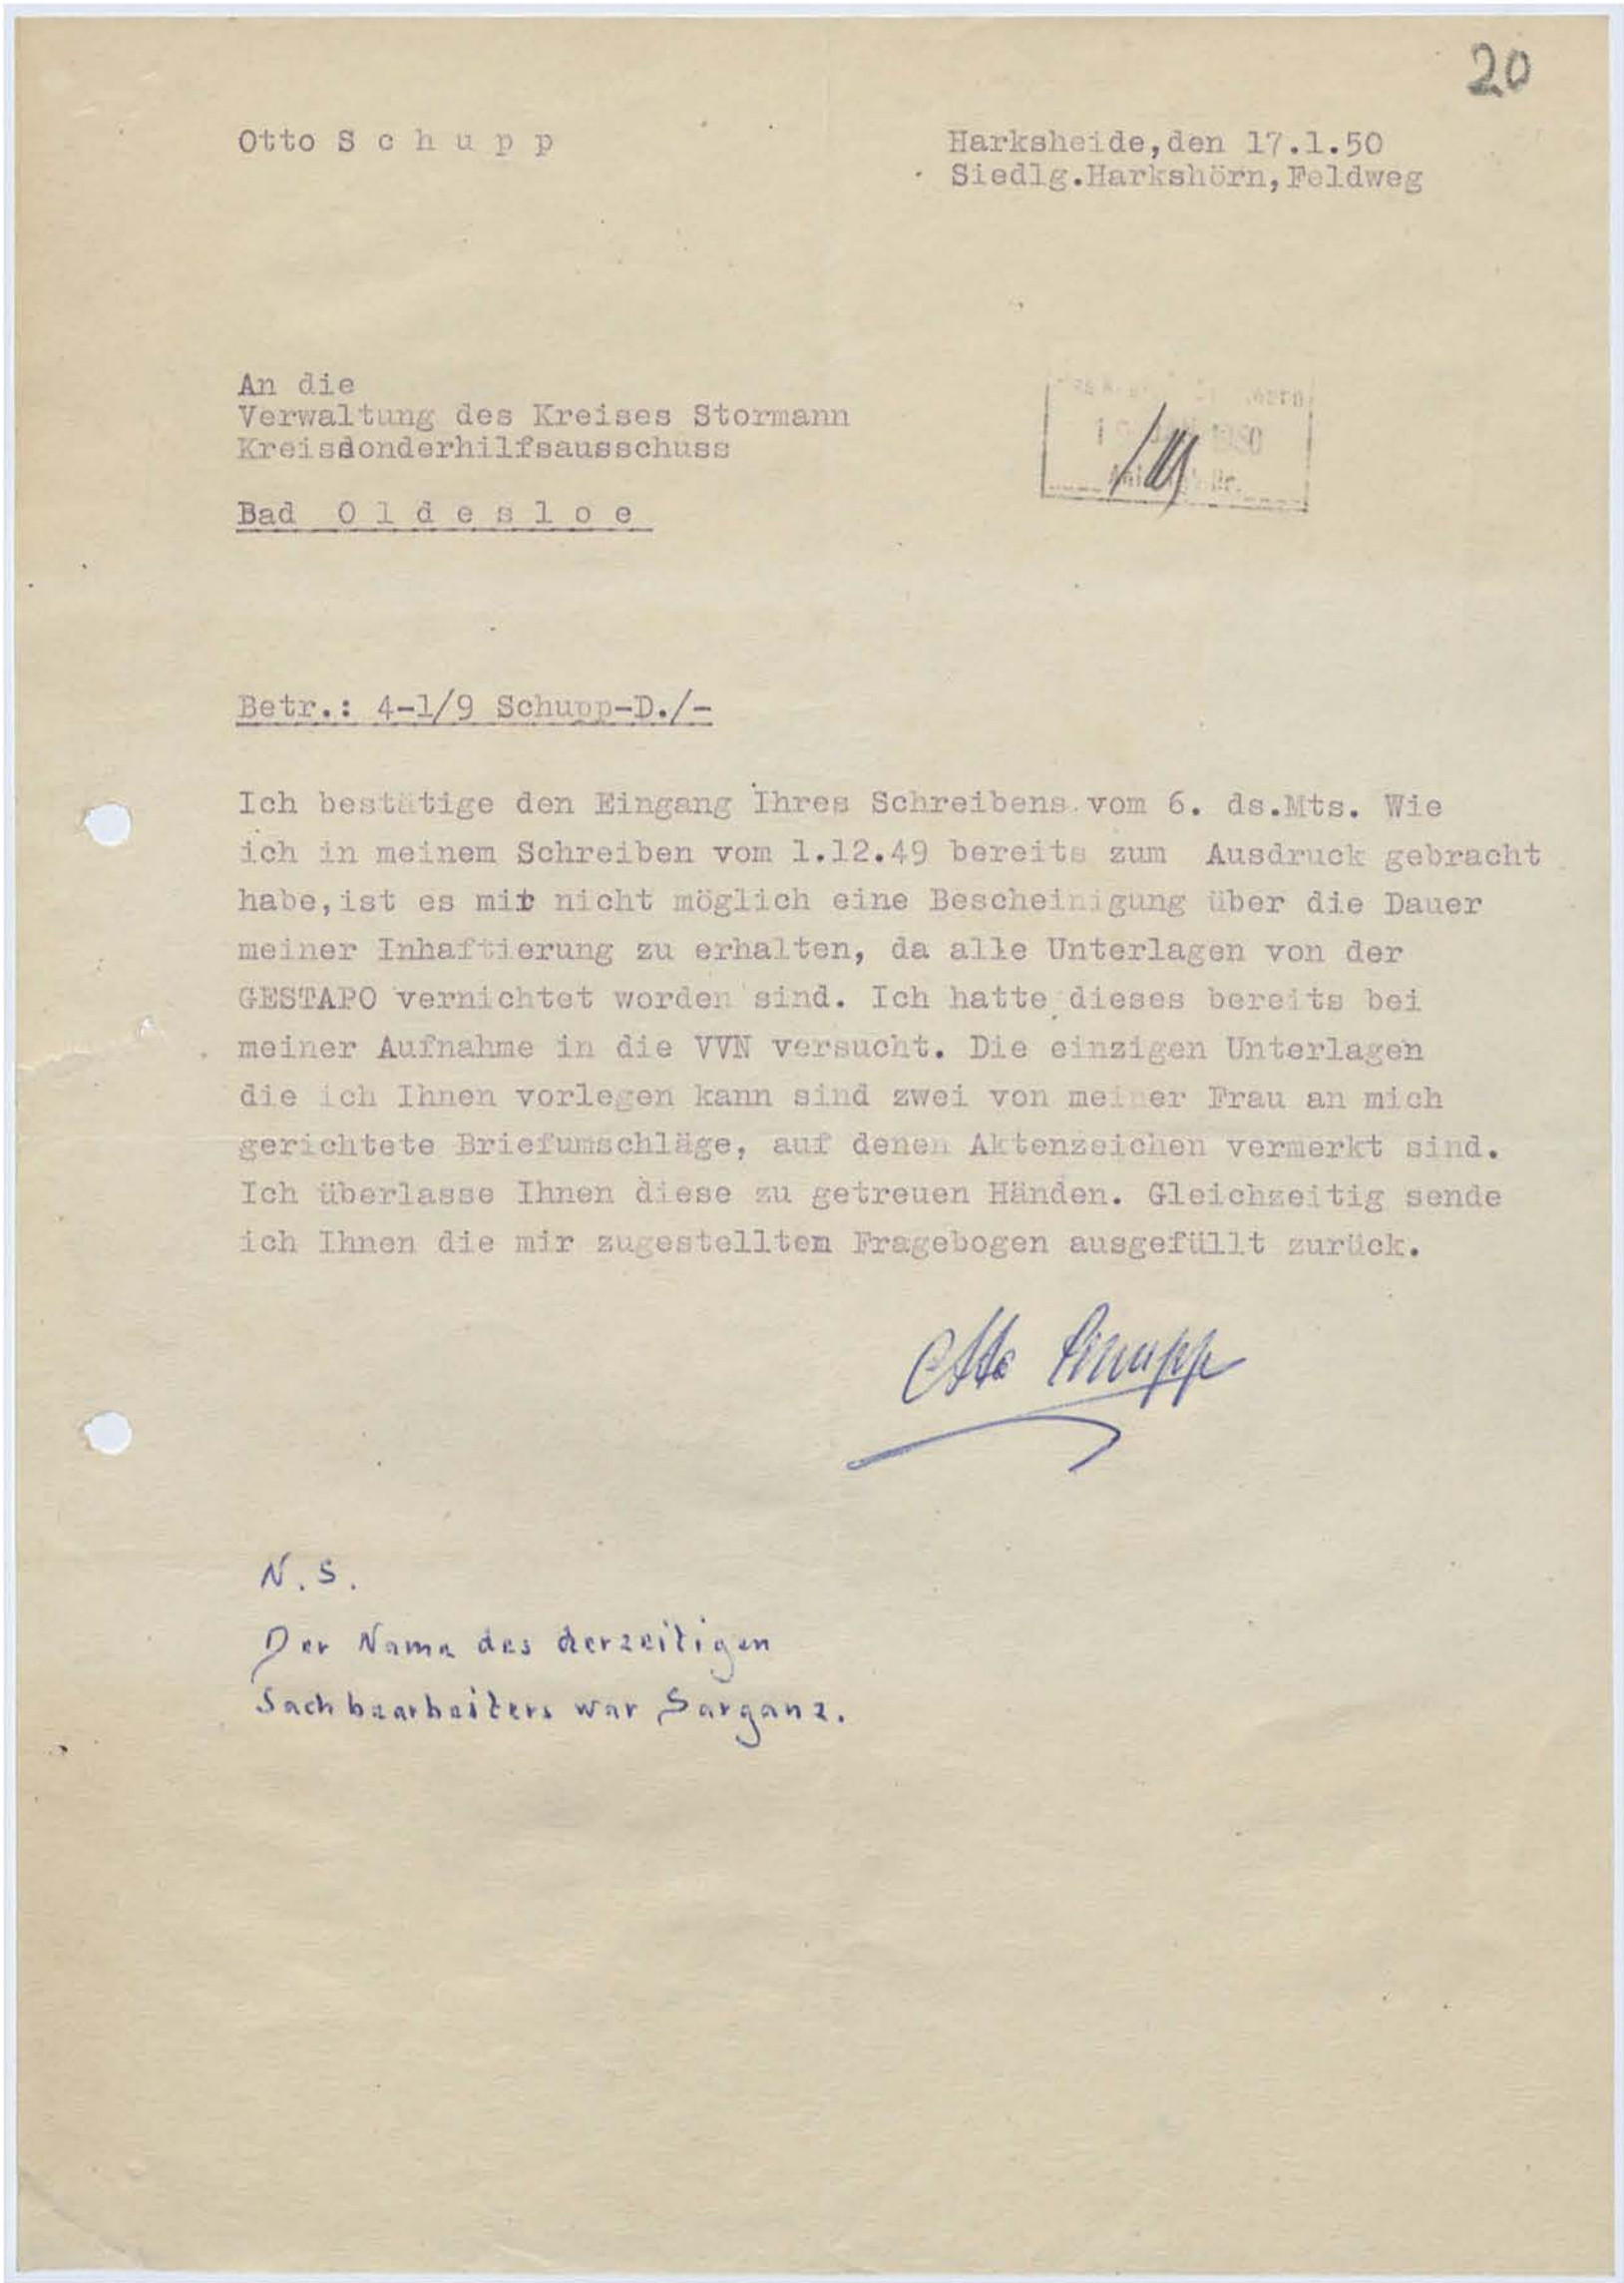 20
Otto S c h u p p
Harksheide,den 17.1.50
Siedlg.Harkshörn,Feldweg
An die
Verwaltung des Kreises Stormann
Kreissonderhilfsausschuss
Bad O l d e s l o e
Betr.: 4-1/9 Schupp-D./-
Ich bestätige den Eingang Ihres Schreibens vom 6. ds.Mts. Wie
ich in meinem Schreiben vom 1.12.49 bereits zum Ausdruck gebracht
habe,ist es mir nicht möglich eine Bescheinigung über die Dauer
meiner Inhaftierung zu erhalten, da alle Unterlagen von der
GESTAPO vernichtet worden sind. Ich hatte dieses bereits bei
meiner Aufnahme in die VVN versucht. Die einzigen Unterlagen
die ich Ihnen vorlegen kann sind zwei von meiner Frau an mich
gerichtete Briefumschläge, auf denen Aktenzeichen vermerkt sind.
Ich überlasse Ihnen diese zu getreuen Händen. Gleichzeitig sende
ich Ihnen die mir zugestellten Fragebogen ausgefüllt zurück.
Otto Schupp
N.S.
Der Name des derzeitigen
Sachbearbeiters war Sarganz.